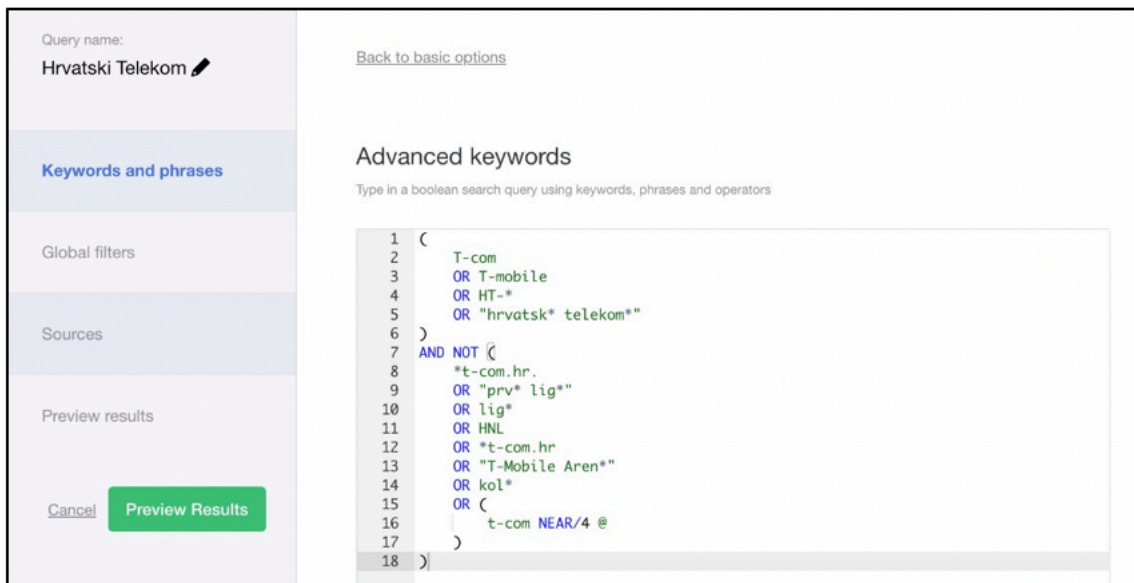 Query name:
Hrvatski Telekom
Keywords and phrases
Global filters
Sources
Preview results
Cancel
Preview Results
Back to basic options
Advanced keywords
Type in a boolean search query using keywords, phrases and operators
1 (
2 T-com
3 OR T-mobile
4 OR HT-*
5 OR "hrvatsk* telekom*"
6 )
7 AND NOT (
8 *t-com.hr.
9 OR "prv* lig*"
10 OR lig*
11 OR HNL
12 OR *t-com.hr
13 OR "T-Mobile Aren*"
14 OR kol*
15 OR (
16 t-com NEAR/4 @
17 )
18 )